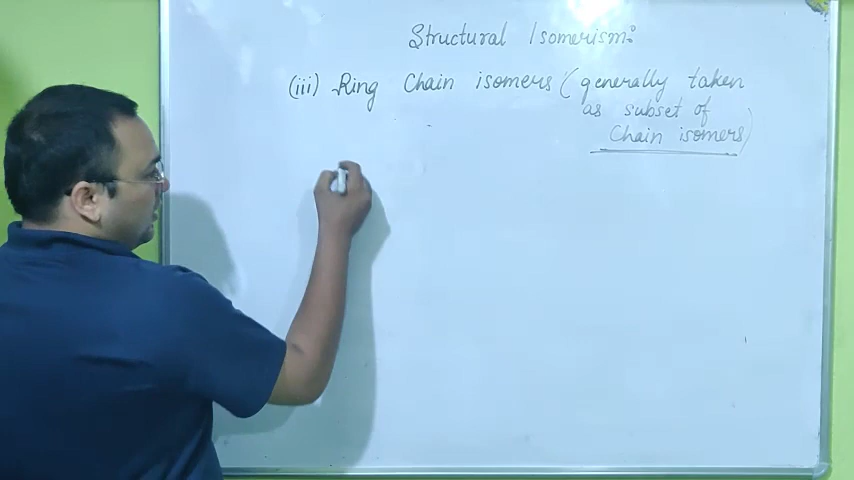 Structural Isomerism:
(iii) Ring Chain isomers (generally taken
as subset of
Chain isomers)